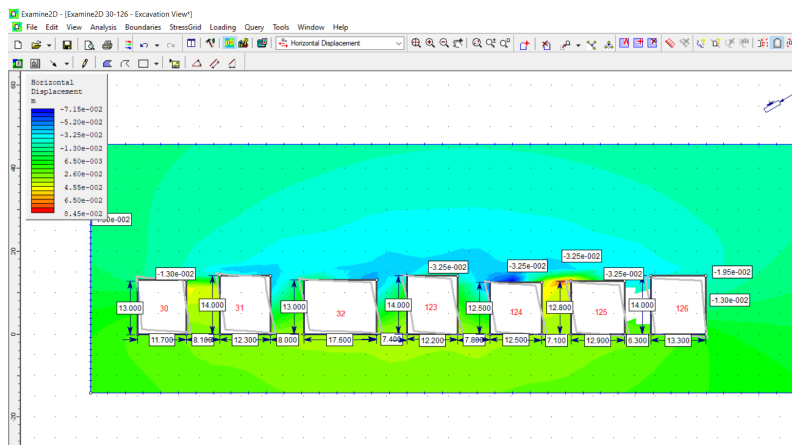 Examine2D - [Examine2D 30-126 - Excavation View*]
File Edit View Analysis Boundaries StressGrid Loading Query Tools Window Help
Horizontal Displacement
Horizontal
Displacement
m
-7.15e-002
-5.20e-002
-3.25e-002
-1.30e-002
6.50e-003
2.60e-002
4.55e-002
6.50e-002
8.45e-002
60
40
20
0
-20
e-002
-3.25e-002
-1.30e-002 -3.25e-002 -3.25e-002 -3.25e-002 -1.95e-002
-1.30e-002
13.000 30 14.000 31 13.000 32 14.000 123 12.500 124 12.800 125 14.000 126
11.700 8.100 12.300 8.000 17.600 7.400 12.200 7.800 12.500 7.100 12.900 6.300 13.300